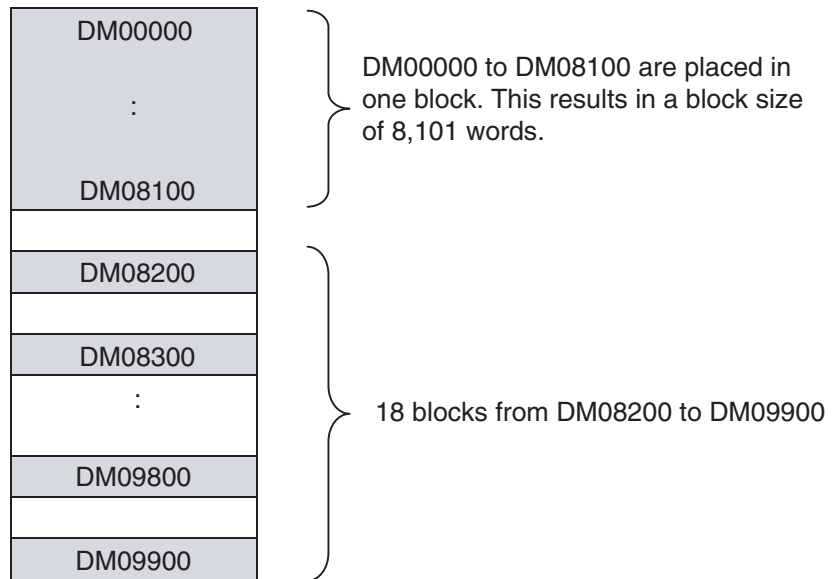 DM00000
:
DM08100
DM00000 to DM08100 are placed in
one block. This results in a block size
of 8,101 words.
DM08200
DM08300
:
DM09800
DM09900
18 blocks from DM08200 to DM09900